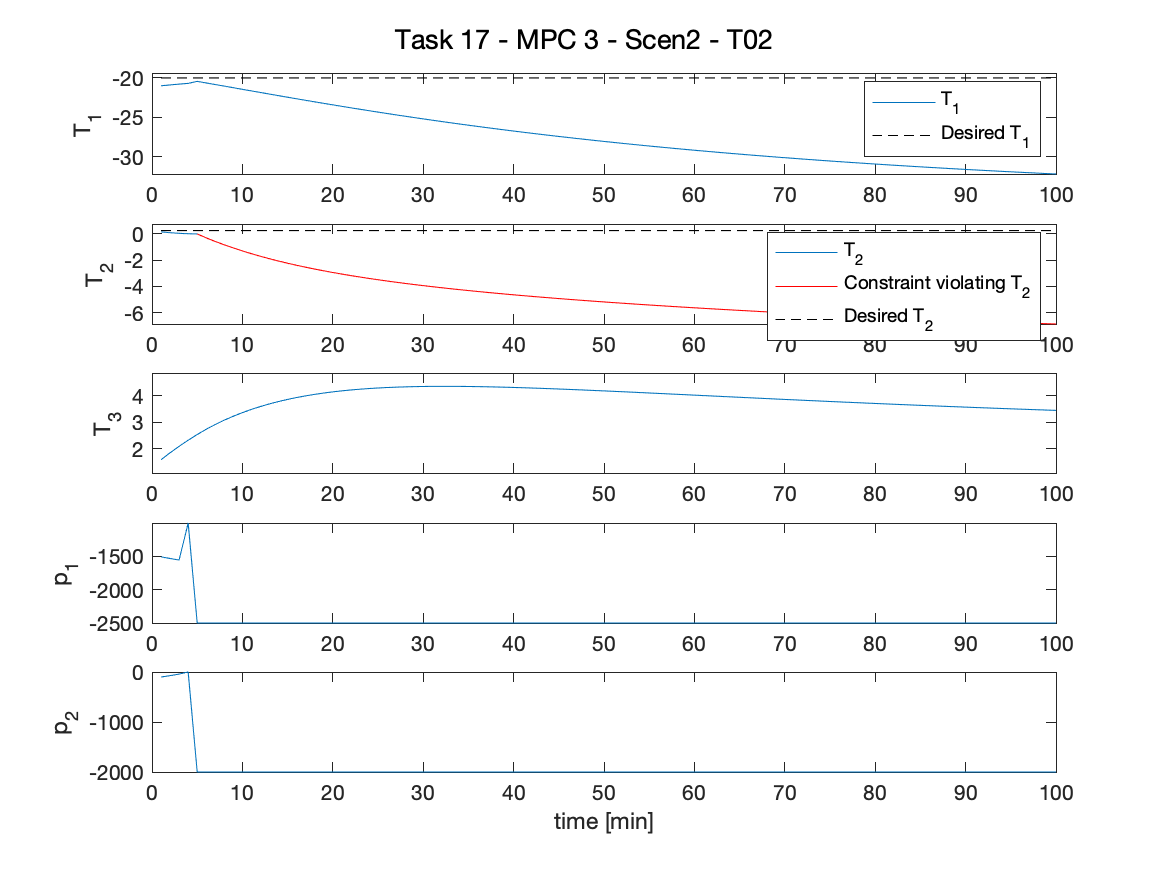 Task 17 - MPC 3 - Scen2 - T02
T1
-20
-25
-30
T1
Desired T1
0 10 20 30 40 50 60 70 80 90 100
T2
0
-2
-4
-6
T2
Constraint violating T2
Desired T2
0 10 20 30 40 50 60 70 80 90 100
T3
4
3
2
0 10 20 30 40 50 60 70 80 90 100
p1
-1500
-2000
-2500
0 10 20 30 40 50 60 70 80 90 100
p2
0
-1000
-2000
0 10 20 30 40 50 60 70 80 90 100
time [min]